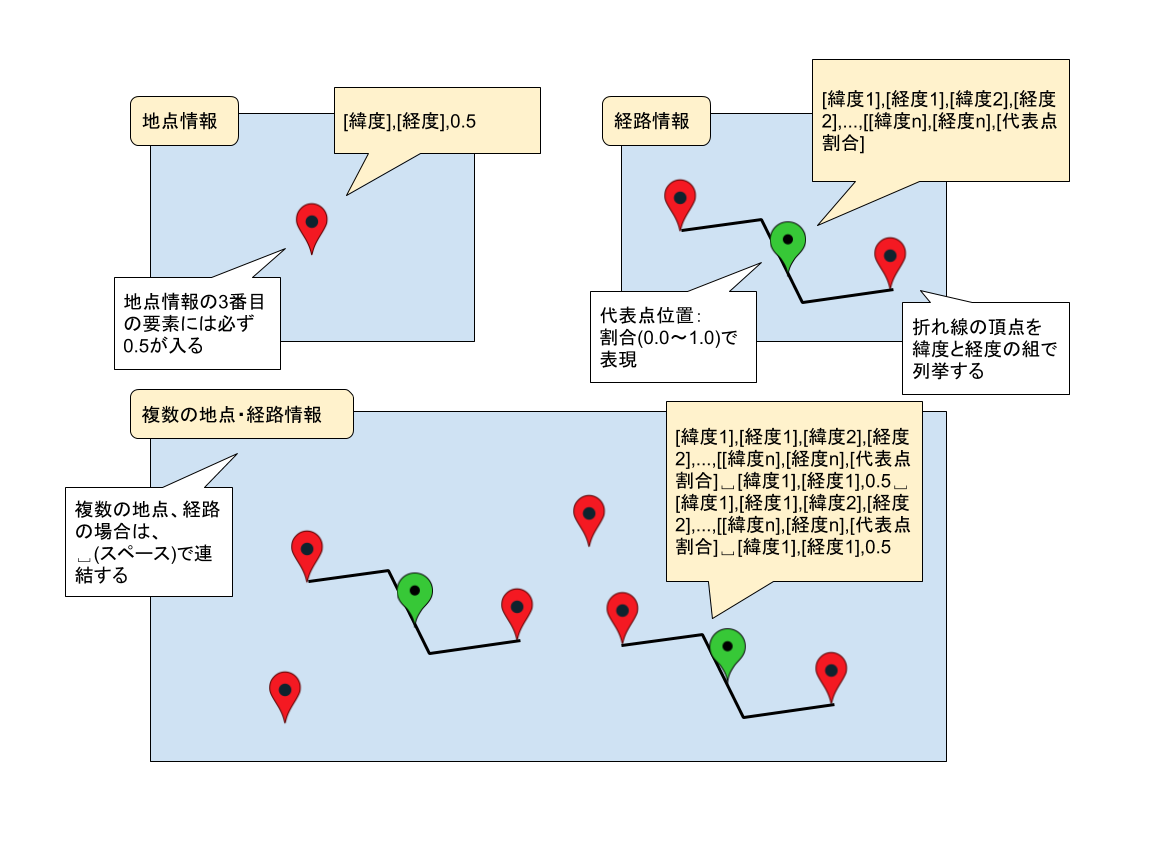 地点情報
[緯度],[経度],0.5
地点情報の3番目
の要素には必ず
0.5が入る
経路情報
[緯度1],[経度1],[緯度2],[経度
2],...,[[緯度n],[経度n],[代表点
割合]
代表点位置：
割合(0.0〜1.0)で
表現
折れ線の頂点を
緯度と経度の組で
列挙する
複数の地点・経路情報
複数の地点、経路
の場合は、
␣(スペース)で連
結する
[緯度1],[経度1],[緯度2],[経度
2],...,[[緯度n],[経度n],[代表点
割合]␣[緯度1],[経度1],0.5␣
[緯度1],[経度1],[緯度2],[経度
2],...,[[緯度n],[経度n],[代表点
割合]␣[緯度1],[経度1],0.5